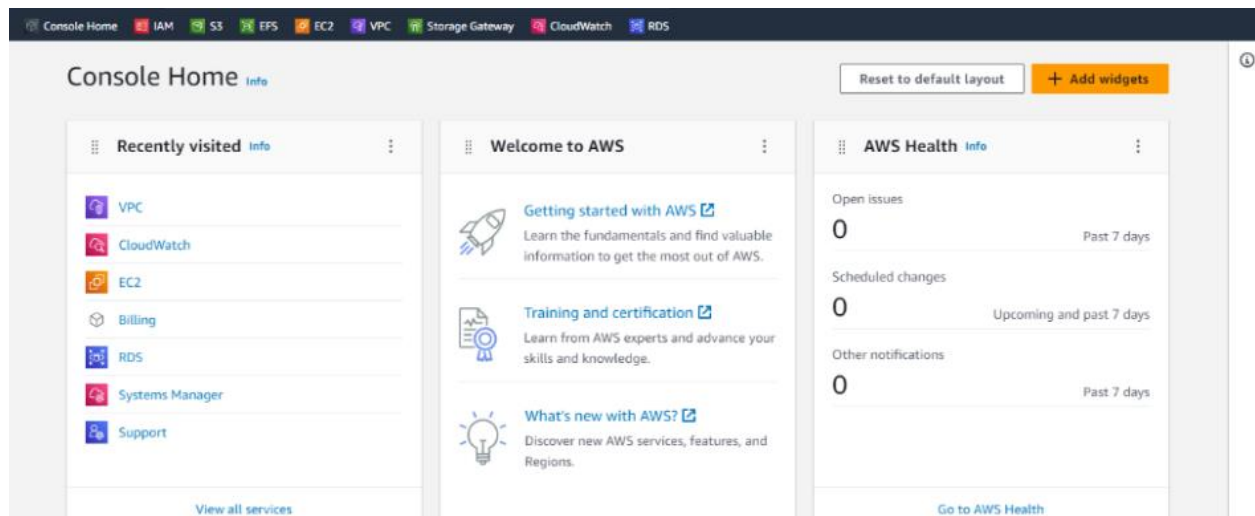 Console Home IAM S3 EFS EC2 VPC Storage Gateway CloudWatch RDS
Console Home Info
Reset to default layout
+ Add widgets
Recently visited Info
VPC
CloudWatch
EC2
Billing
RDS
Systems Manager
Support
View all services
Welcome to AWS
Getting started with AWS
Learn the fundamentals and find valuable
information to get the most out of AWS.
Training and certification
Learn from AWS experts and advance your
skills and knowledge.
What's new with AWS?
Discover new AWS services, features, and
Regions.
AWS Health Info
Open issues
0 Past 7 days
Scheduled changes
0 Upcoming and past 7 days
Other notifications
0 Past 7 days
Go to AWS Health